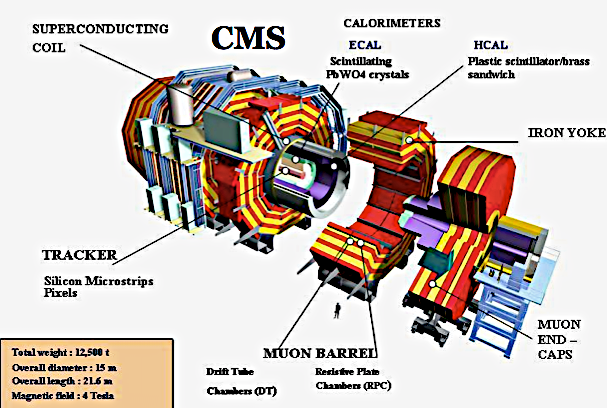 SUPERCONDUCTING
COIL
CMS
CALORIMETERS
ECAL
Scintillating
PbWO4 crystals
HCAL
Plastic scintillator/brass
sandwich
IRON YOKE
TRACKER
Silicon Microstrips
Pixels
MUON BARREL
Drift Tube
Chambers (DT)
Resistive Plate
Chambers (RPC)
MUON
END –
CAPS
Total weight : 12,500 t
Overall diameter : 15 m
Overall length : 21.6 m
Magnetic field : 4 Tesla